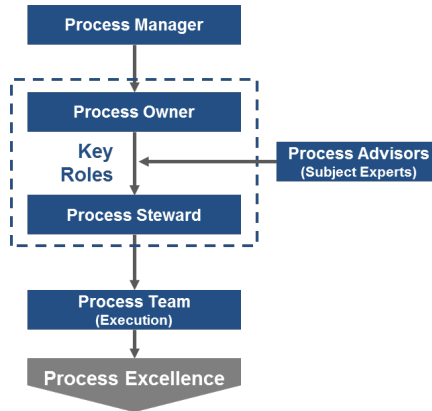 Process Manager
Process Owner
Key
Roles
Process Advisors
(Subject Experts)
Process Steward
Process Team
(Execution)
Process Excellence